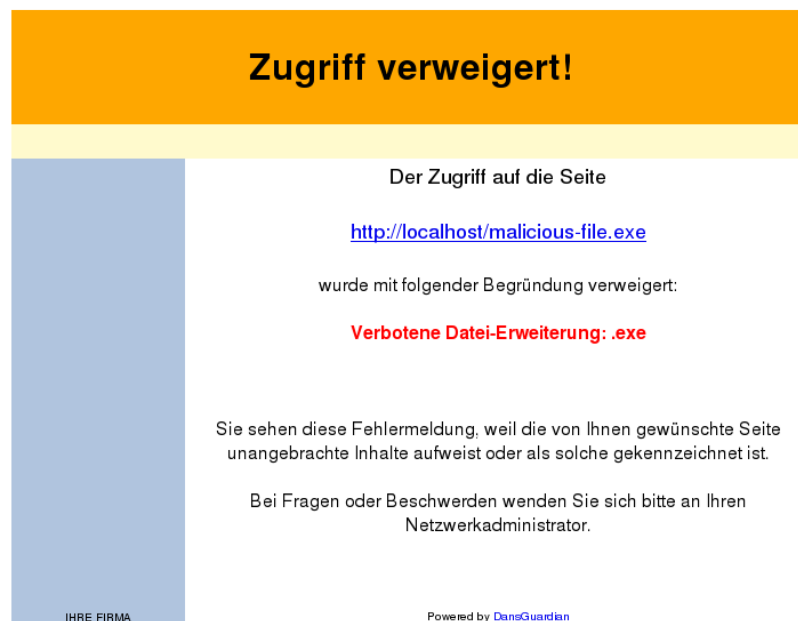 Zugriff verweigert!
Der Zugriff auf die Seite
http://localhost/malicious-file.exe
wurde mit folgender Begründung verweigert:
Verbotene Datei-Erweiterung: .exe
Sie sehen diese Fehlermeldung, weil die von Ihnen gewünschte Seite
unangebrachte Inhalte aufweist oder als solche gekennzeichnet ist.
Bei Fragen oder Beschwerden wenden Sie sich bitte an Ihren
Netzwerkadministrator.
IHRE FIRMA
Powered by DansGuardian